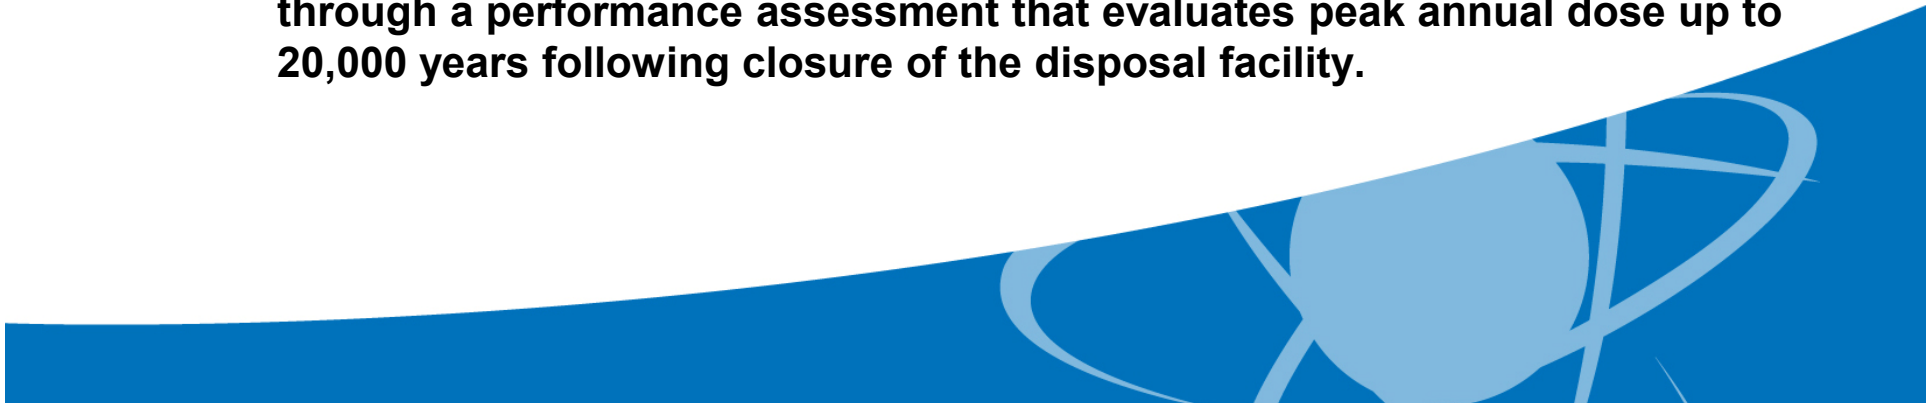 through a performance assessment that evaluates peak annual dose up to
20,000 years following closure of the disposal facility.